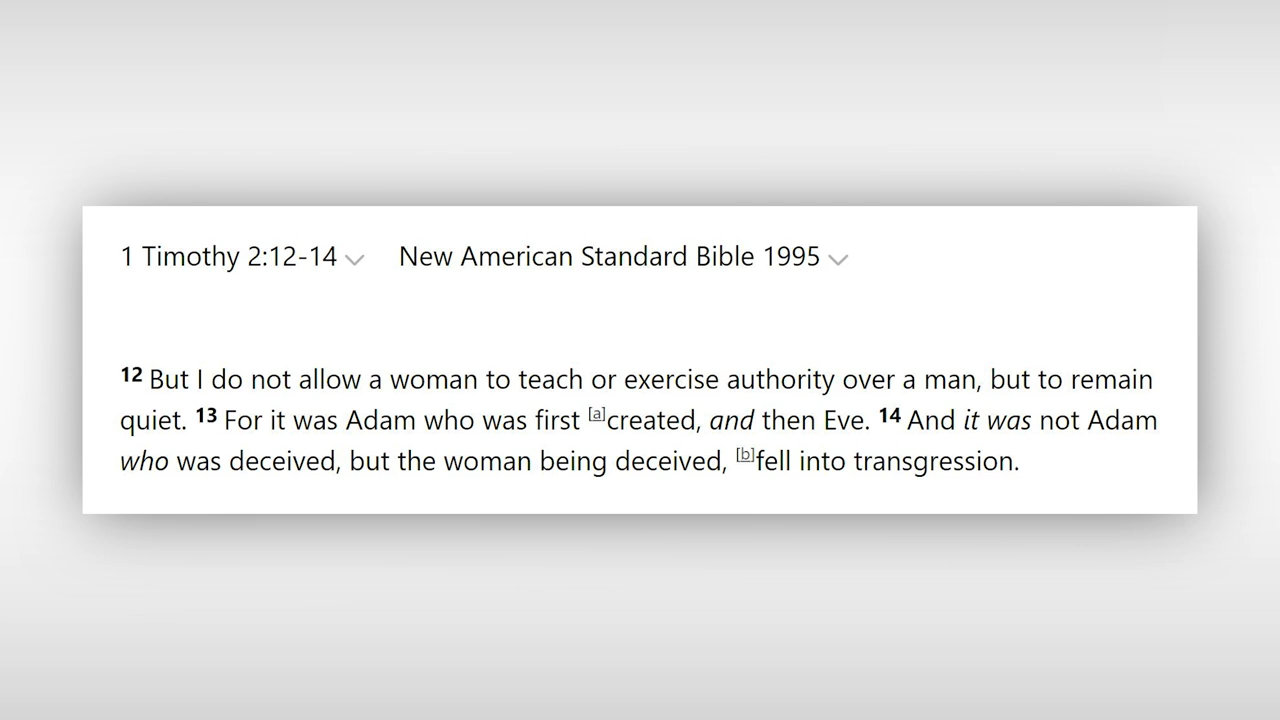 1 Timothy 2:12-14 New American Standard Bible 1995
12 But I do not allow a woman to teach or exercise authority over a man, but to remain
quiet. 13 For it was Adam who was first [a]created, and then Eve. 14 And it was not Adam
who was deceived, but the woman being deceived, [b]fell into transgression.